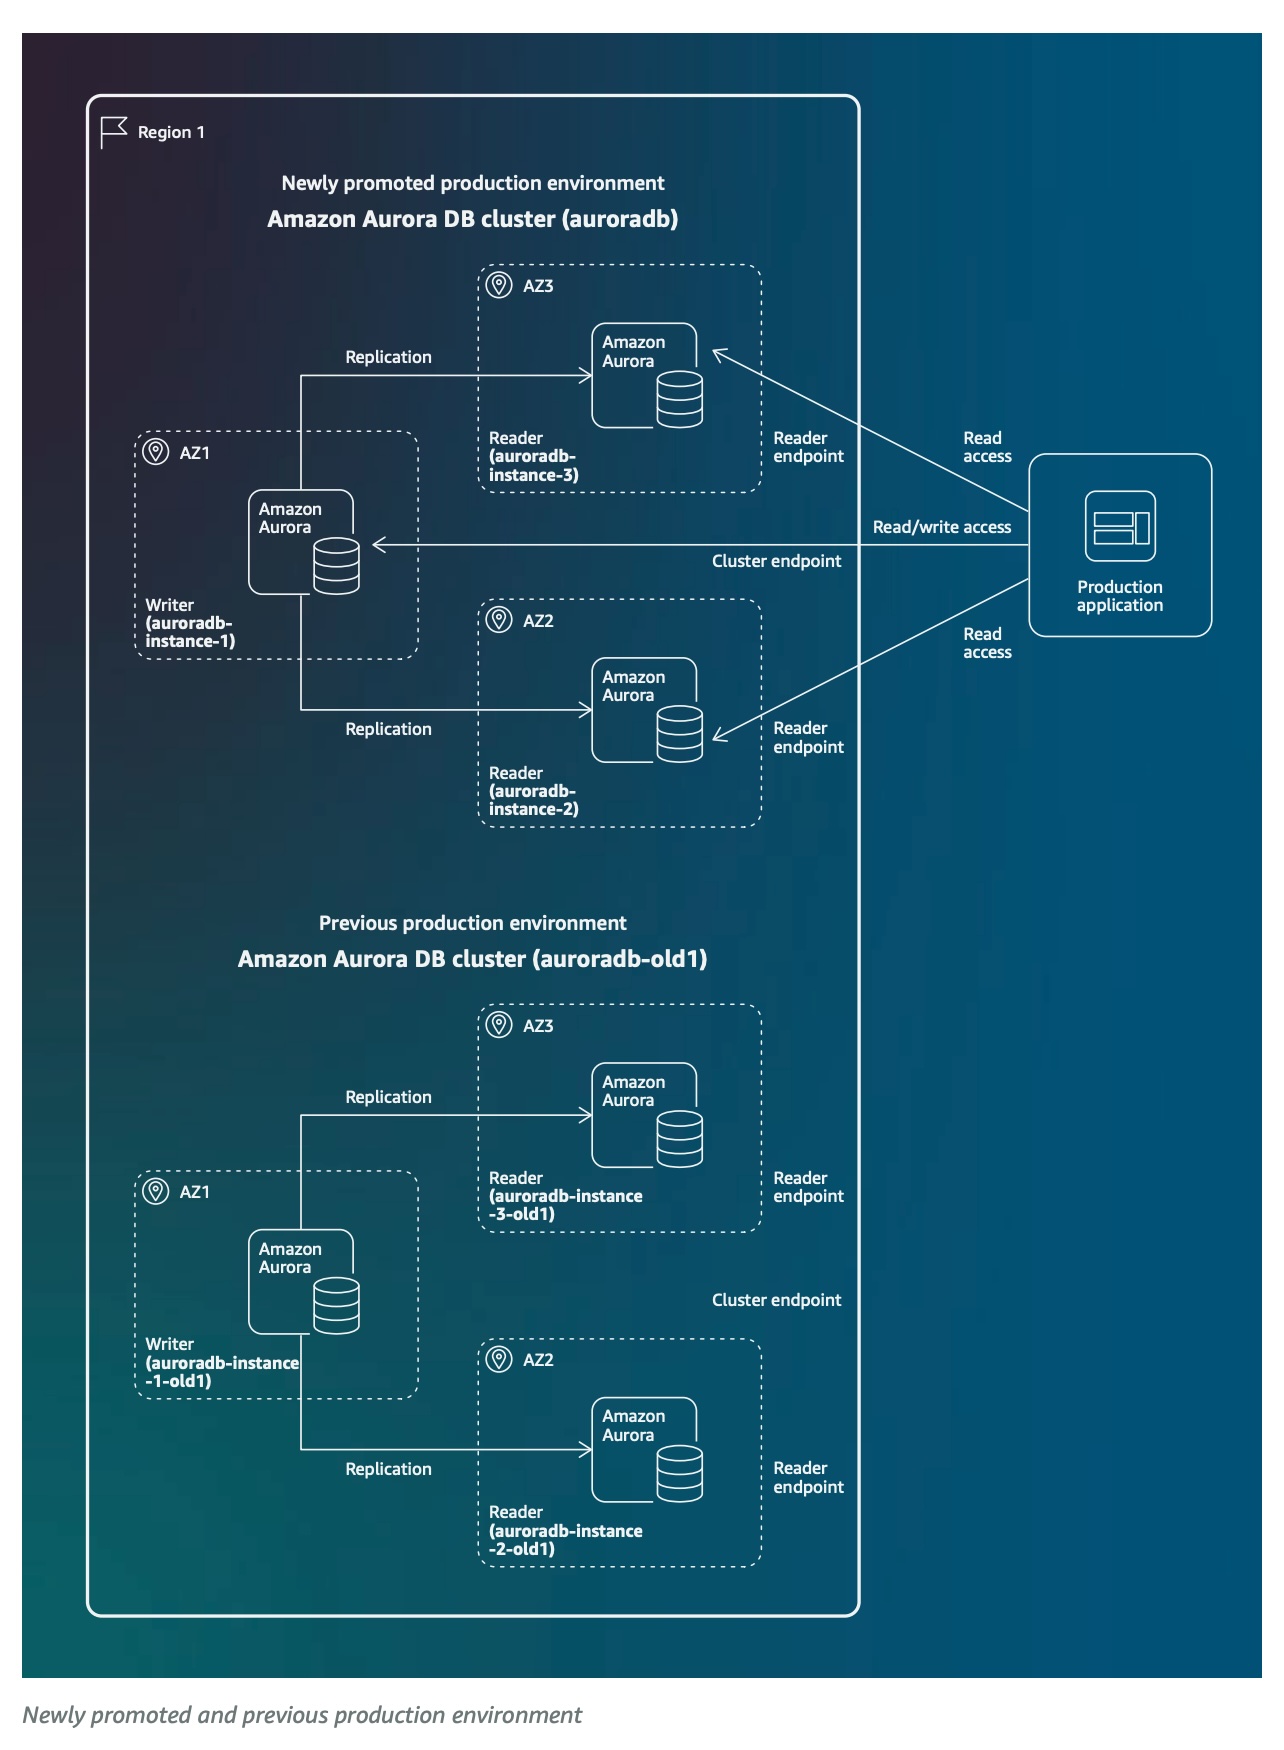 Region 1
Newly promoted production environment
Amazon Aurora DB cluster (auroradb)
AZ3
Amazon
Aurora
Replication
Reader
(auroradb-
instance-3)
Reader
endpoint
Read
access
AZ1
Amazon
Aurora
Writer
(auroradb-
instance-1)
Read/write access
Cluster endpoint
Production
application
AZ2
Amazon
Aurora
Read
access
Replication
Reader
endpoint
Reader
(auroradb-
instance-2)
Previous production environment
Amazon Aurora DB cluster (auroradb-old1)
AZ3
Amazon
Aurora
Replication
Reader
(auroradb-instance
-3-old1)
Reader
endpoint
AZ1
Amazon
Aurora
Writer
(auroradb-instance
-1-old1)
Cluster endpoint
AZ2
Amazon
Aurora
Replication
Reader
endpoint
Reader
(auroradb-instance
-2-old1)
Newly promoted and previous production environment